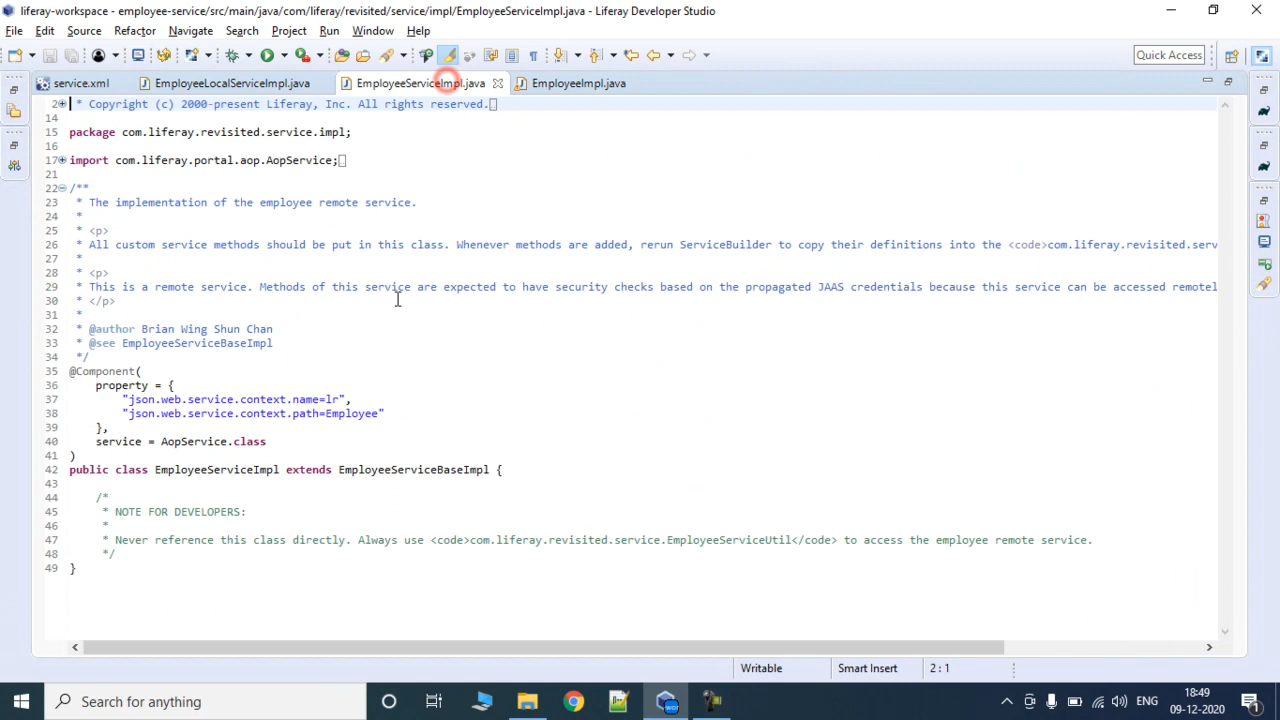 liferay-workspace - employee-service/src/main/java/com/liferay/revisited/service/impl/EmployeeServiceImpl.java - Liferay Developer Studio
File Edit Source Refactor Navigate Search Project Run Window Help
Quick Access
service.xml EmployeeLocalServiceImpl.java EmployeeServiceImpl.java EmployeeImpl.java
2 * Copyright (c) 2000-present Liferay, Inc. All rights reserved.
14
15 package com.liferay.revisited.service.impl;
16
17 import com.liferay.portal.aop.AopService;
21
22 /**
23 * The implementation of the employee remote service.
24 *
25 * <p>
26 * All custom service methods should be put in this class. Whenever methods are added, rerun ServiceBuilder to copy their definitions into the <code>com.liferay.revisited.serv
27 *
28 * <p>
29 * This is a remote service. Methods of this service are expected to have security checks based on the propagated JAAS credentials because this service can be accessed remotel
30 * </p>
31 *
32 * @author Brian Wing Shun Chan
33 * @see EmployeeServiceBaseImpl
34 */
35 @Component(
36 property = {
37 "json.web.service.context.name=lr",
38 "json.web.service.context.path=Employee"
39 },
40 service = AopService.class
41 )
42 public class EmployeeServiceImpl extends EmployeeServiceBaseImpl {
43
44 /*
45 * NOTE FOR DEVELOPERS:
46 *
47 * Never reference this class directly. Always use <code>com.liferay.revisited.service.EmployeeServiceUtil</code> to access the employee remote service.
48 */
49 }
Writable Smart Insert 2 : 1
Search for anything
ENG
18:49
09-12-2020
1